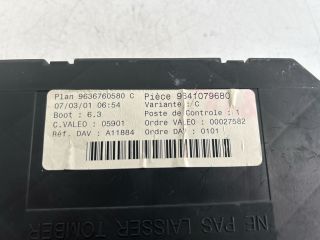 Plan 9636760580 C Pièce 9641079680
07/03/01 06:54 Variante : C
Boot : 6.3 Poste de Controle : 1
C.VALEO : 05901 Ordre VALEO : 00027582
Réf. DAV : A11884 Ordre DAV : 0101
NE PAS LAISSER TOMBER